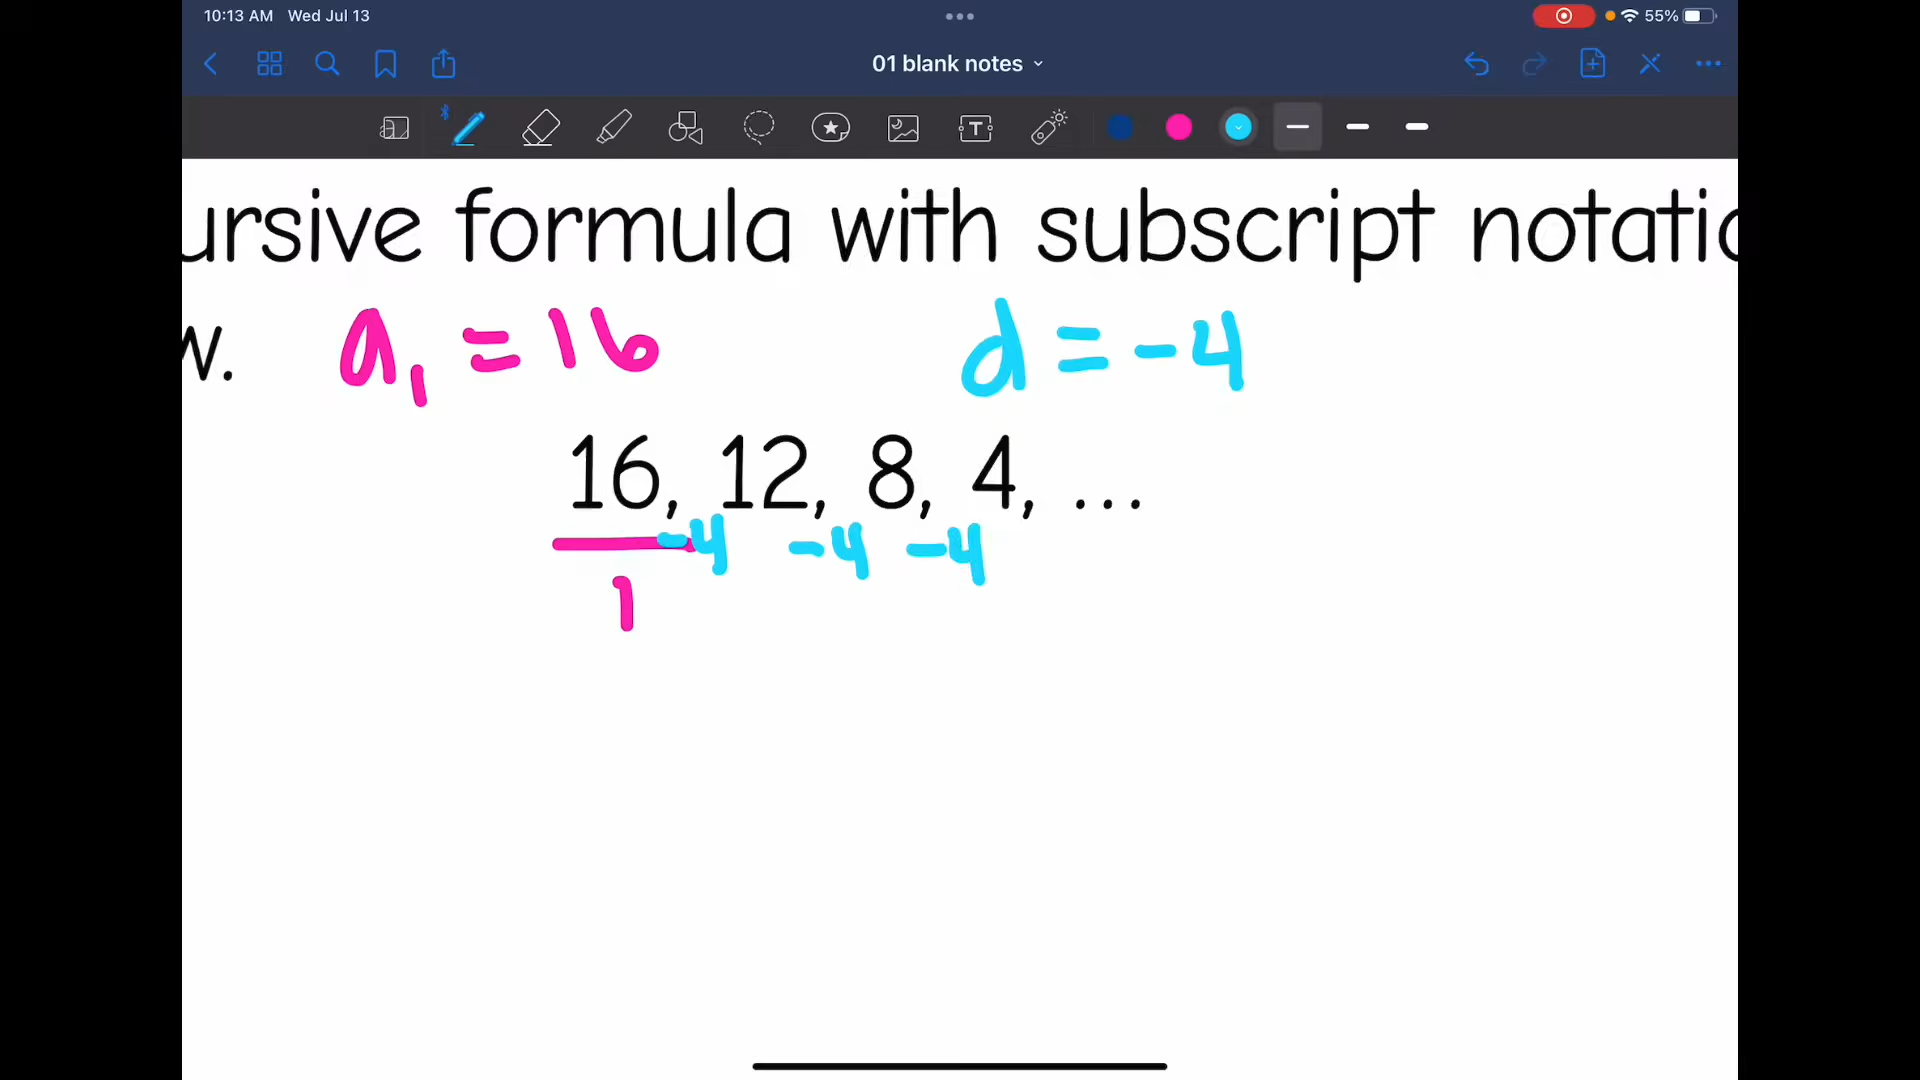 10:13 AM Wed Jul 13
55%
01 blank notes
T
ursive formula with subscript notatio
w. a₁ = 16 d = -4
16, 12, 8, 4, ...
-4 -4 -4
1